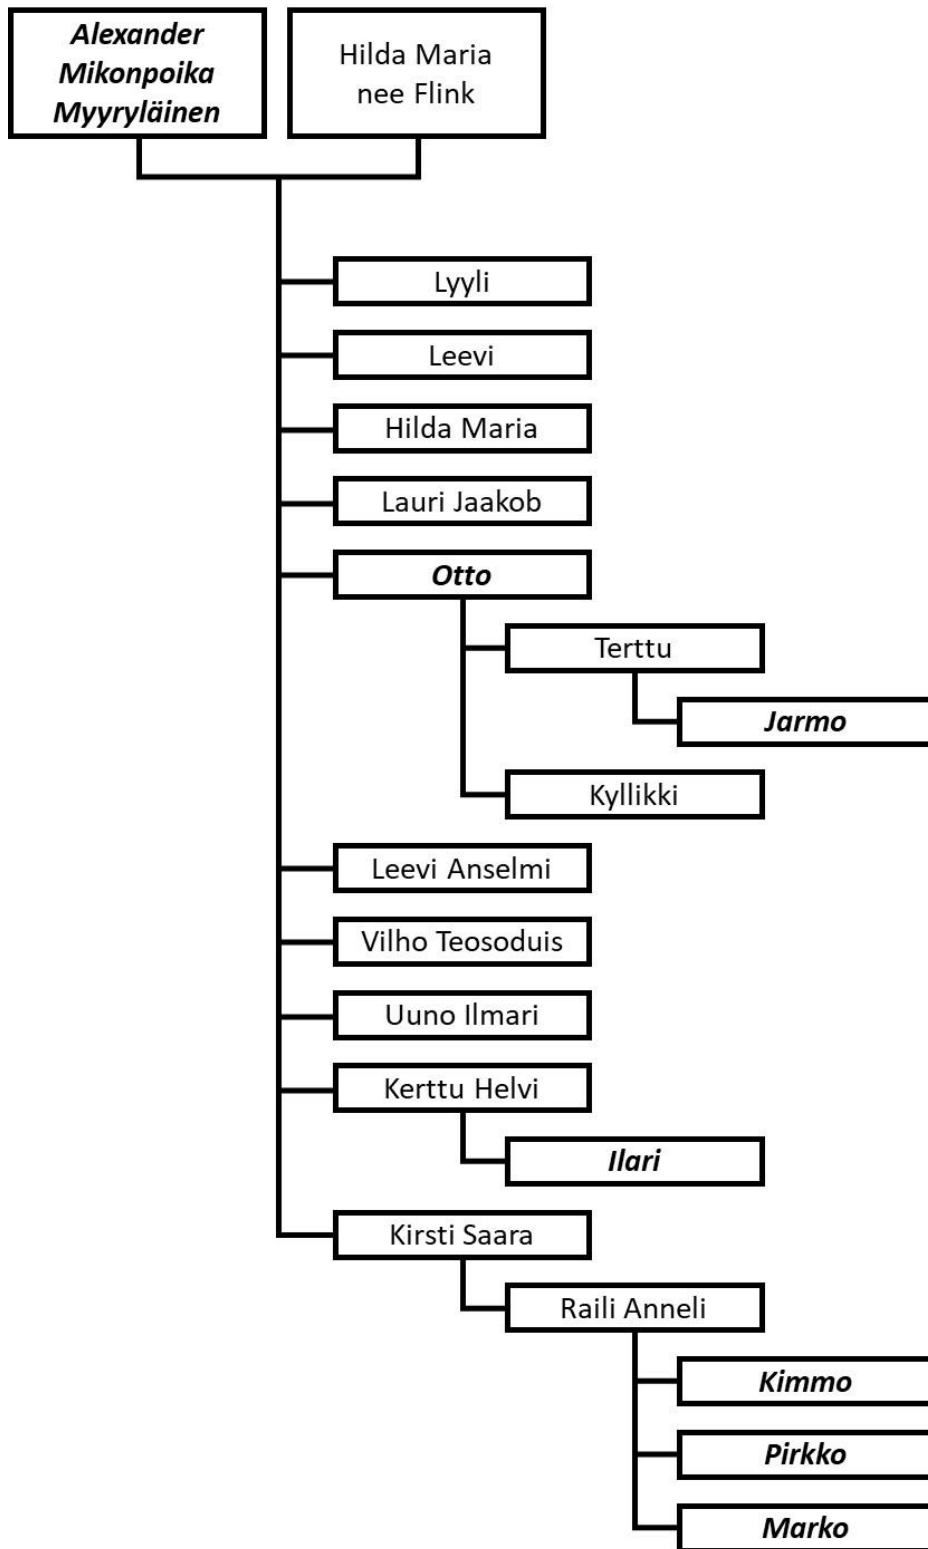 Alexander
Mikonpoika
Myyryläinen
Hilda Maria
nee Flink
Lyyli
Leevi
Hilda Maria
Lauri Jaakob
Otto
Terttu
Jarmo
Kyllikki
Leevi Anselmi
Vilho Teosoduis
Uuno Ilmari
Kerttu Helvi
Ilari
Kirsti Saara
Raili Anneli
Kimmo
Pirkko
Marko